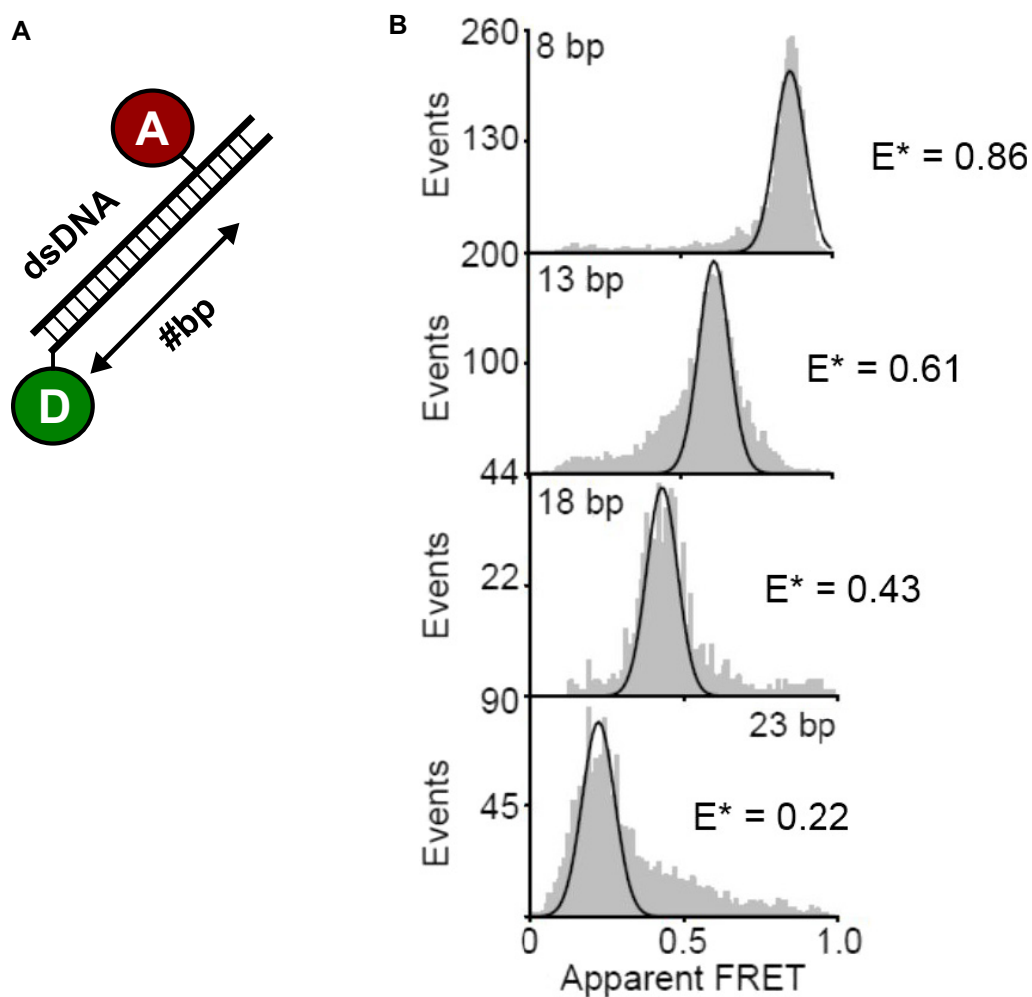 A
A
dsDNA
#bp
D
B
260
8 bp
130
Events
E* = 0.86
200
13 bp
100
Events
E* = 0.61
44
18 bp
22
Events
E* = 0.43
90
23 bp
45
Events
E* = 0.22
0 0.5 1.0
Apparent FRET